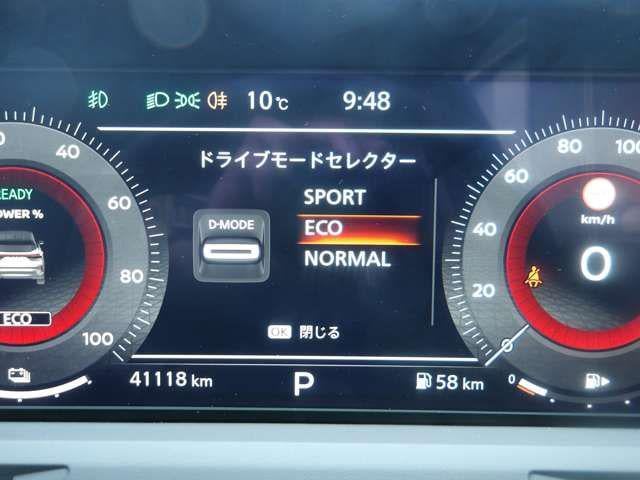 10℃ 9:48
ドライブモードセレクター
D-MODE
SPORT
ECO
NORMAL
OK 閉じる
41118 km P 58 km
40
60
80
100
READY
OWER %
ECO
100
80
60
40
20
0
km/h
0
0